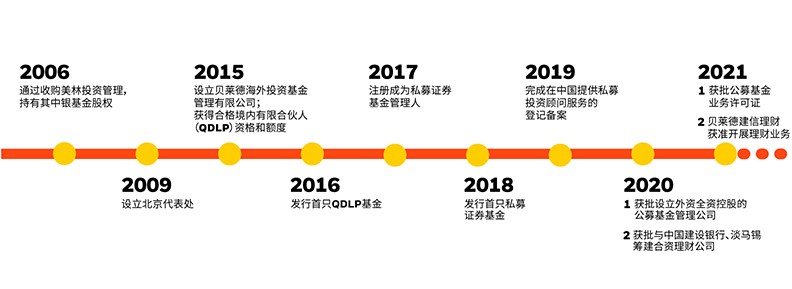 2006
通过收购美林投资管理，
持有其中银基金股权
2009
设立北京代表处
2015
设立贝莱德海外投资基金
管理有限公司；
获得合格境内有限合伙人
（QDLP）资格和额度
2016
发行首只QDLP基金
2017
注册成为私募证券
基金管理人
2018
发行首只私募
证券基金
2019
完成在中国提供私募
投资顾问服务的
登记备案
2020
1 获批设立外资全资控股的
公募基金管理公司
2 获批与中国建设银行、淡马锡
筹建合资理财公司
2021
1 获批公募基金
业务许可证
2 贝莱德建信理财
获准开展理财业务